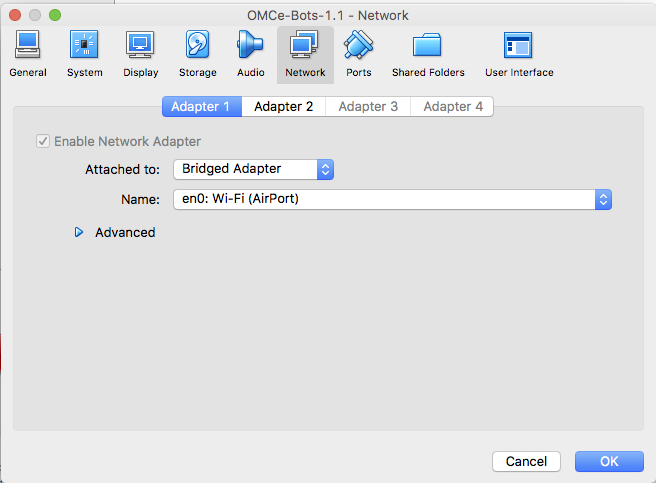 OMCe-Bots-1.1 - Network
General System Display Storage Audio Network Ports Shared Folders User Interface
Adapter 1 Adapter 2 Adapter 3 Adapter 4
Enable Network Adapter
Attached to: Bridged Adapter
Name: en0: Wi-Fi (AirPort)
Advanced
Cancel OK